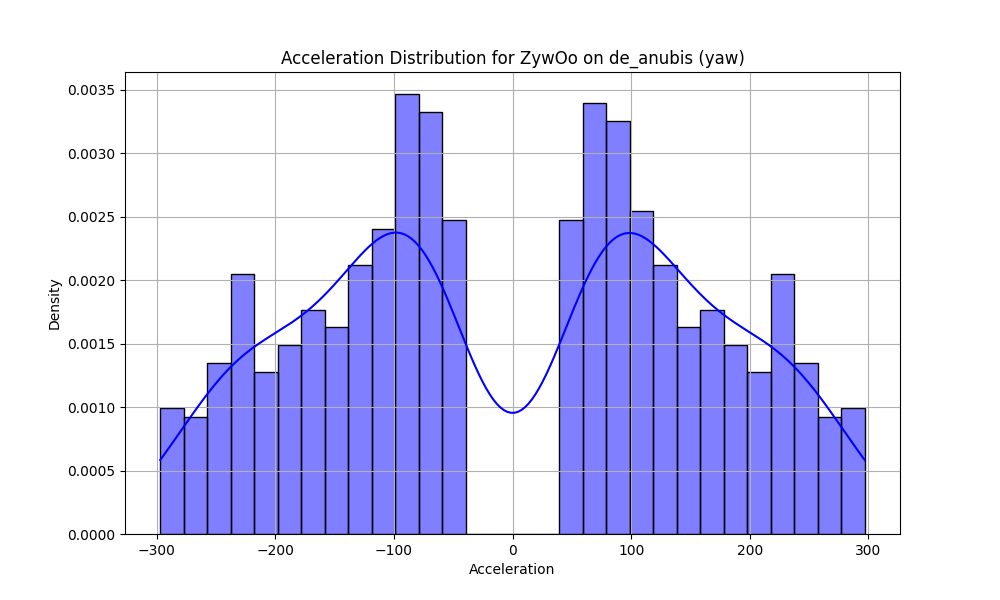 Acceleration Distribution for ZywOo on de_anubis (yaw)
0.0035
0.0030
0.0025
0.0020
0.0015
0.0010
0.0005
0.0000
Density
−300 −200 −100 0 100 200 300
Acceleration